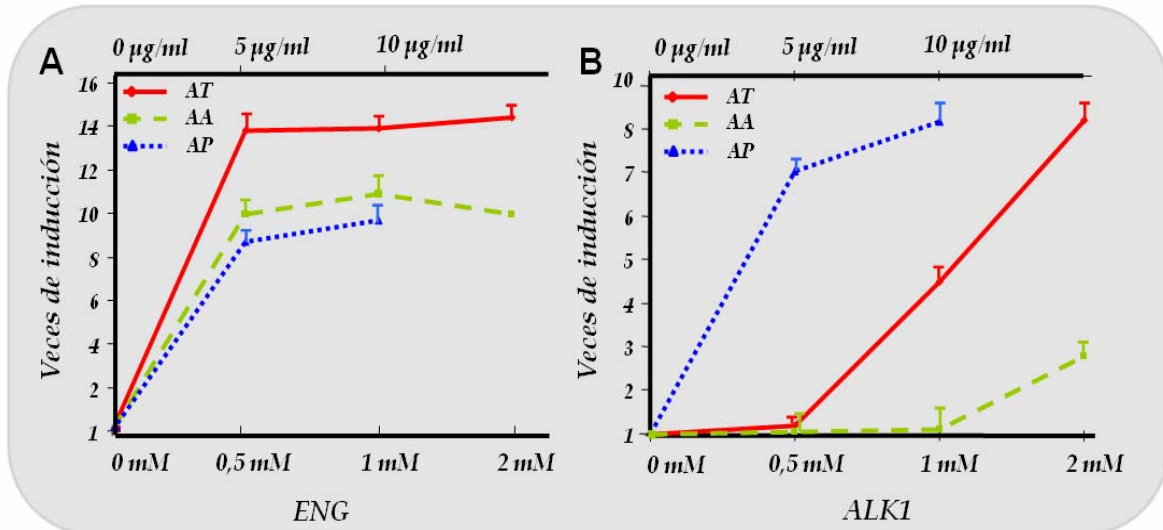 A
0 µg/ml 5 µg/ml 10 µg/ml
16
14
12
10
8
6
4
2
1
Veces de inducción
AT
AA
AP
0 mM 0,5 mM 1 mM 2 mM
ENG
B
0 µg/ml 5 µg/ml 10 µg/ml
10
9
8
7
6
5
4
3
2
1
Veces de inducción
AT
AA
AP
0 mM 0,5 mM 1 mM 2 mM
ALK1